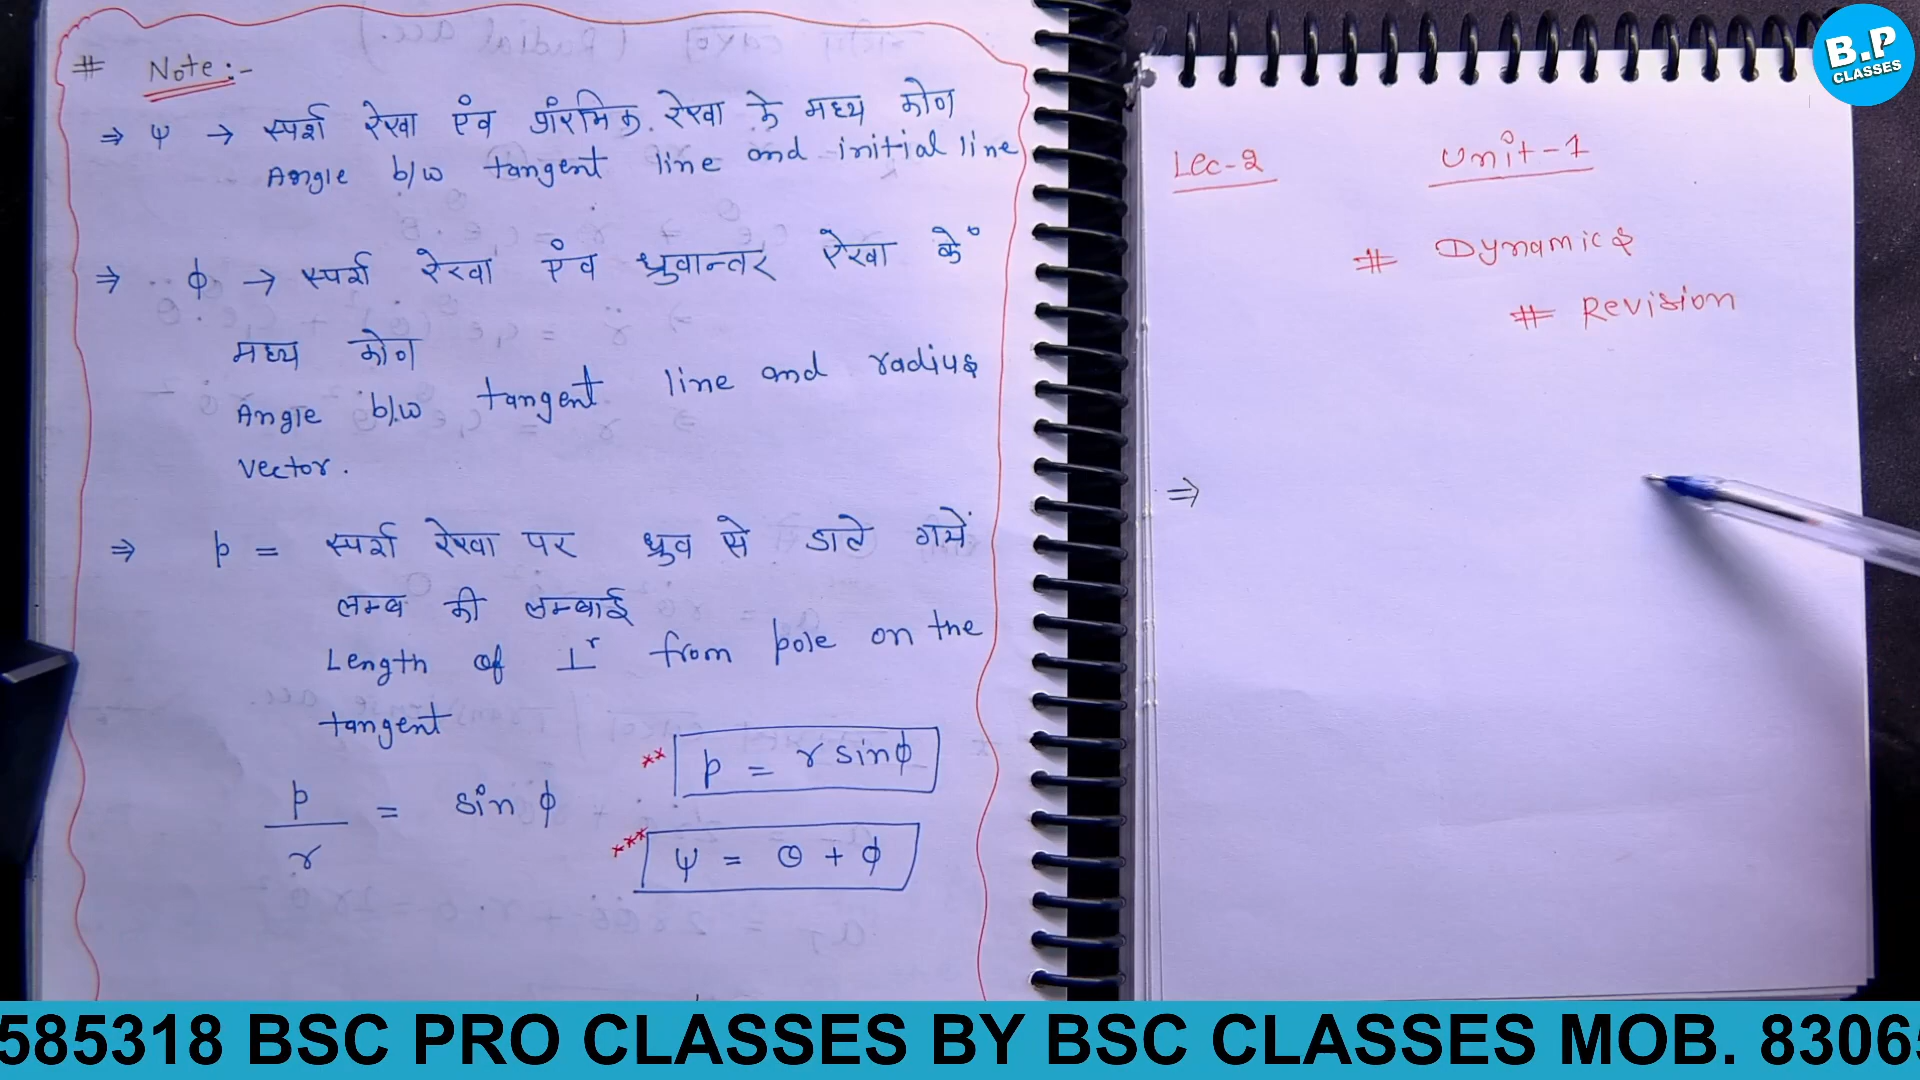 # Note:-
⇒ ψ → स्पर्श रेखा एंव प्रांरभिक रेखा के मध्य कोण
Angle b/w tangent line and initial line
⇒ ϕ → स्पर्श रेखा एंव ध्रुवान्तर रेखा के
मध्य कोण
Angle b/w tangent line and radius
vector.
⇒ p = स्पर्श रेखा पर ध्रुव से डाले गयें
लम्ब की लम्बाई
Length of ⊥r from pole on the
tangent
** p = r sinϕ
p/r = sin ϕ
*** ψ = θ + ϕ
Lec-2 Unit-1
# Dynamics
# Revision
⇒
B.P
CLASSES
585318 BSC PRO CLASSES BY BSC CLASSES MOB. 8306